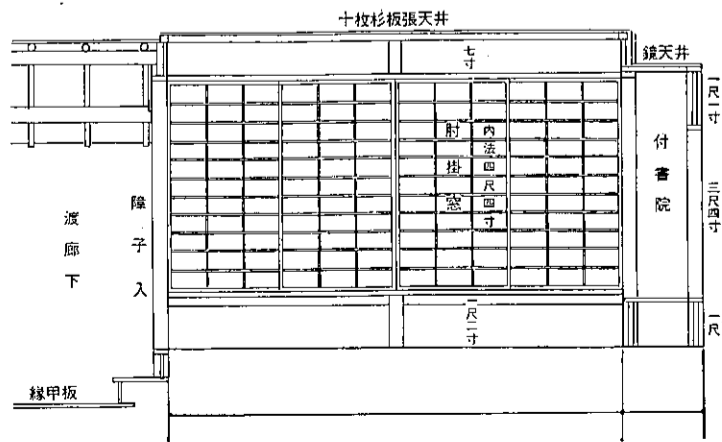 十枚杉板張天井
鏡天井
七寸
一尺一寸
付書院
内法四尺四寸
肘掛窓
三尺四寸
障子入
渡廊下
一尺二寸
一尺
縁甲板